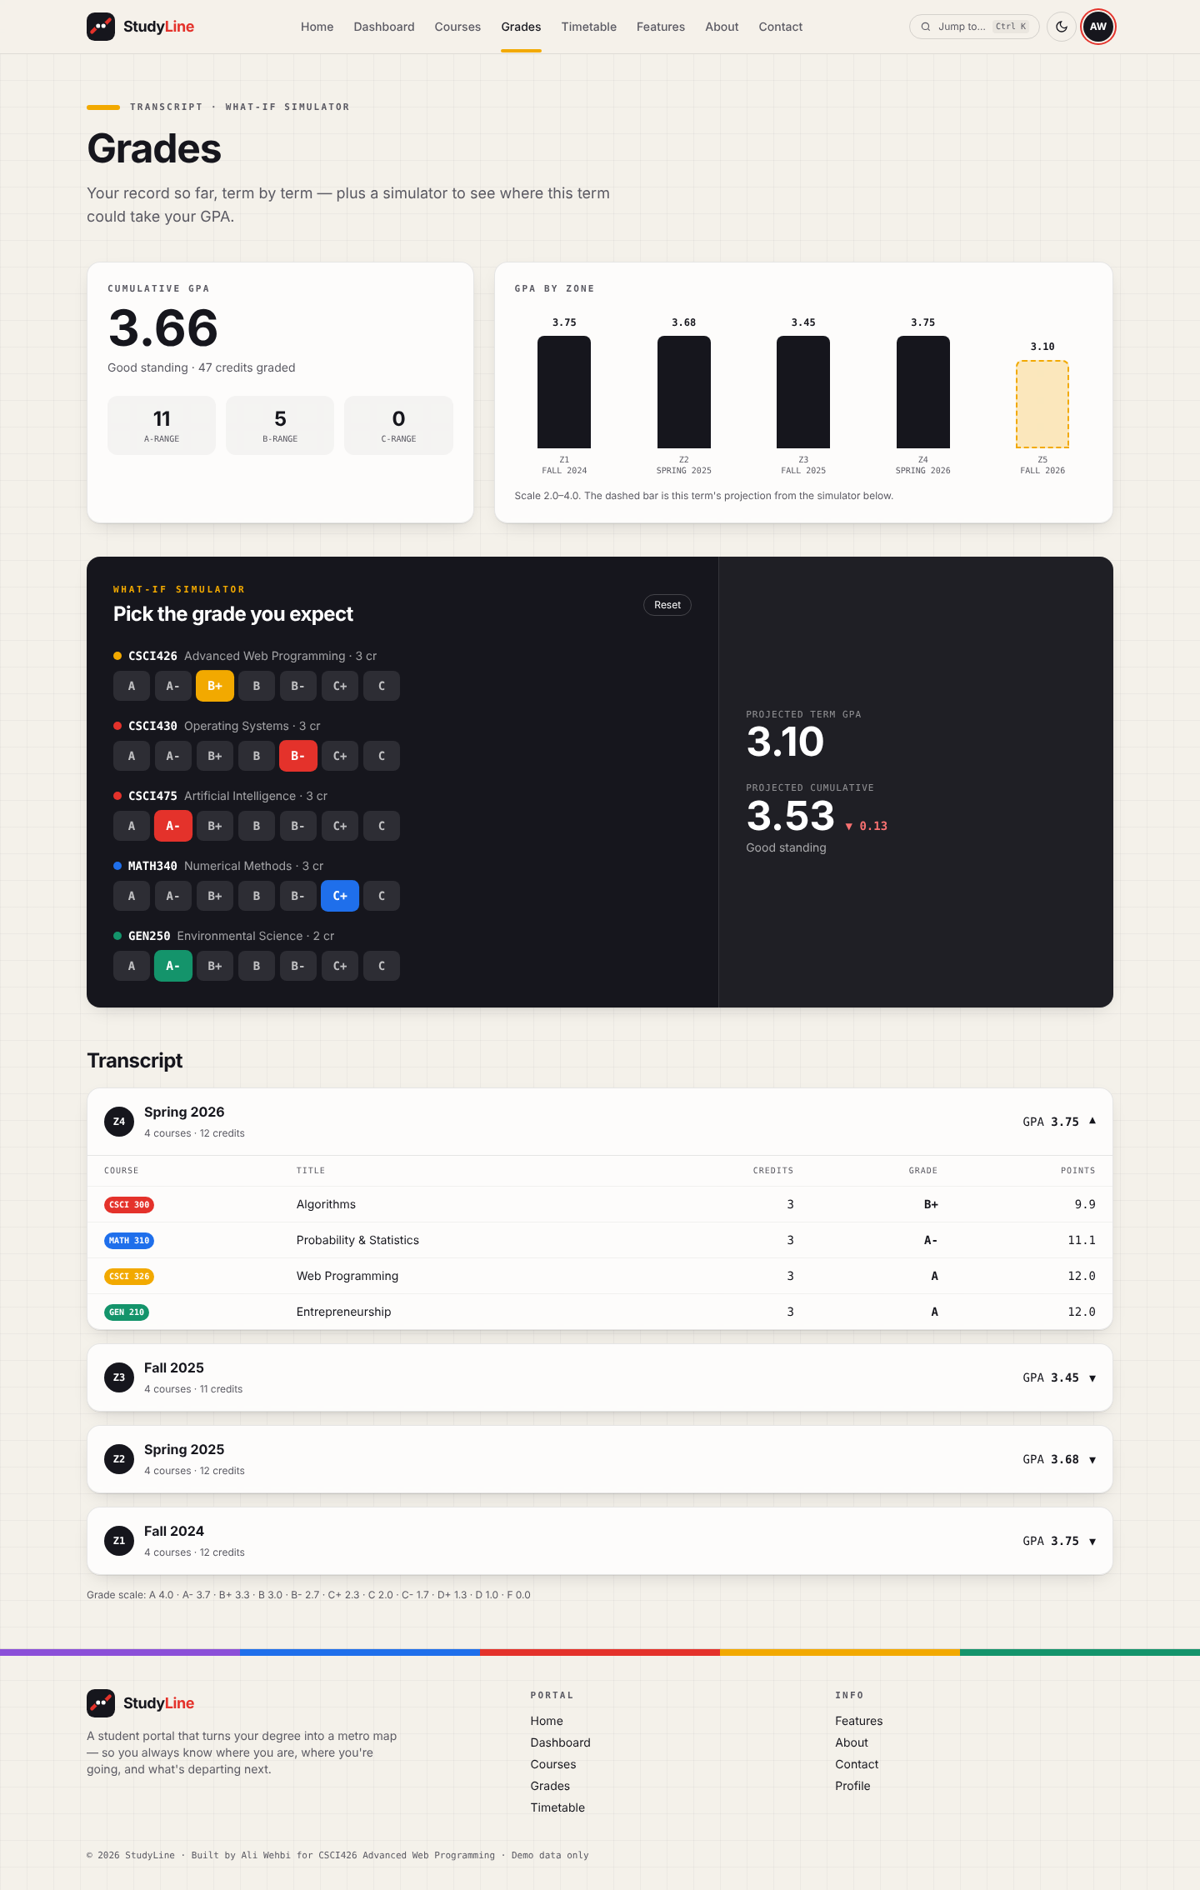 StudyLine
Home Dashboard Courses Grades Timetable Features About Contact
Jump to... Ctrl K
AW
TRANSCRIPT · WHAT-IF SIMULATOR
Grades
Your record so far, term by term — plus a simulator to see where this term
could take your GPA.
CUMULATIVE GPA
3.66
Good standing · 47 credits graded
11 5 0
A-RANGE B-RANGE C-RANGE
GPA BY ZONE
3.75 3.68 3.45 3.75 3.10
Z1 Z2 Z3 Z4 Z5
FALL 2024 SPRING 2025 FALL 2025 SPRING 2026 FALL 2026
Scale 2.0–4.0. The dashed bar is this term's projection from the simulator below.
WHAT-IF SIMULATOR
Pick the grade you expect
Reset
CSCI426 Advanced Web Programming · 3 cr
A A- B+ B B- C+ C
CSCI430 Operating Systems · 3 cr
A A- B+ B B- C+ C
CSCI475 Artificial Intelligence · 3 cr
A A- B+ B B- C+ C
MATH340 Numerical Methods · 3 cr
A A- B+ B B- C+ C
GEN250 Environmental Science · 2 cr
A A- B+ B B- C+ C
PROJECTED TERM GPA
3.10
PROJECTED CUMULATIVE
3.53 ▼ 0.13
Good standing
Transcript
Z4 Spring 2026
4 courses · 12 credits
GPA 3.75 ▲
COURSE TITLE CREDITS GRADE POINTS
CSCI 300 Algorithms 3 B+ 9.9
MATH 310 Probability & Statistics 3 A- 11.1
CSCI 326 Web Programming 3 A 12.0
GEN 210 Entrepreneurship 3 A 12.0
Z3 Fall 2025
4 courses · 11 credits
GPA 3.45 ▼
Z2 Spring 2025
4 courses · 12 credits
GPA 3.68 ▼
Z1 Fall 2024
4 courses · 12 credits
GPA 3.75 ▼
Grade scale: A 4.0 · A- 3.7 · B+ 3.3 · B 3.0 · B- 2.7 · C+ 2.3 · C 2.0 · C- 1.7 · D+ 1.3 · D 1.0 · F 0.0
StudyLine
A student portal that turns your degree into a metro map
— so you always know where you are, where you're
going, and what's departing next.
PORTAL
Home
Dashboard
Courses
Grades
Timetable
INFO
Features
About
Contact
Profile
© 2026 StudyLine · Built by Ali Wehbi for CSCI426 Advanced Web Programming · Demo data only